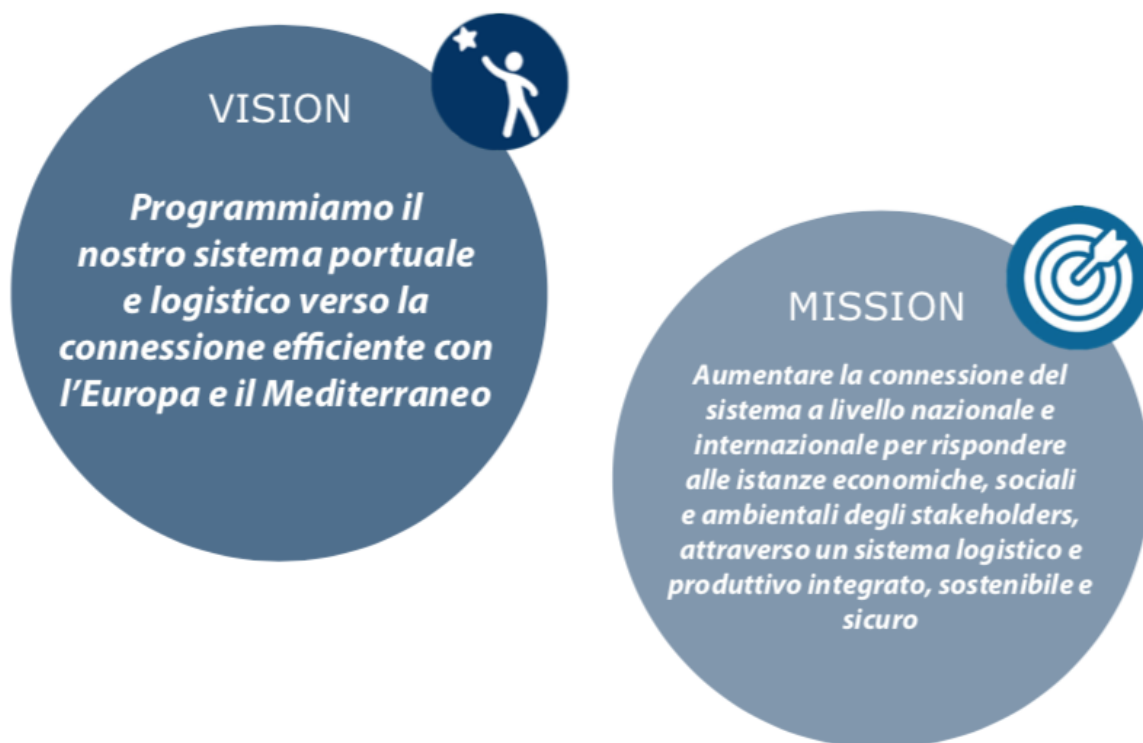 VISION
Programmiamo il
nostro sistema portuale
e logistico verso la
connessione efficiente con
l'Europa e il Mediterraneo
MISSION
Aumentare la connessione del
sistema a livello nazionale e
internazionale per rispondere
alle istanze economiche, sociali
e ambientali degli stakeholders,
attraverso un sistema logistico e
produttivo integrato, sostenibile e
sicuro